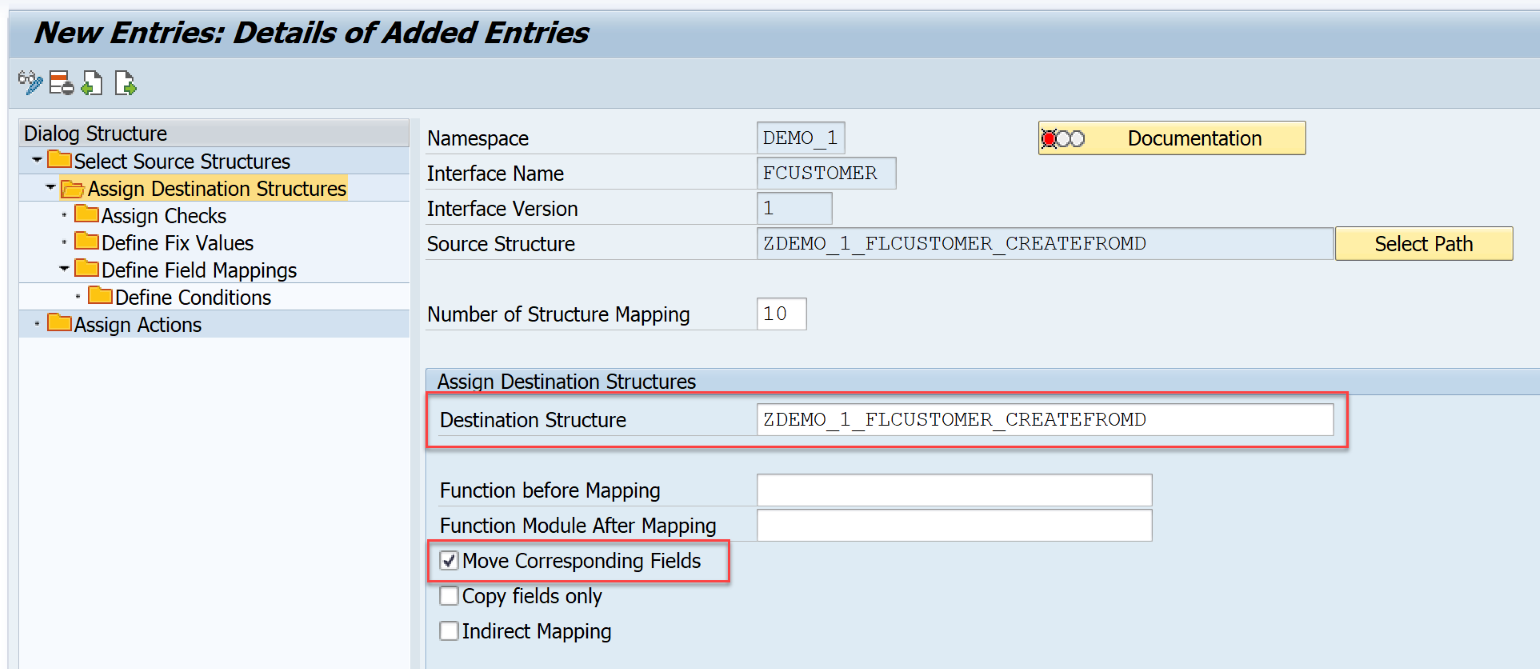 New Entries: Details of Added Entries
Dialog Structure
Select Source Structures
Assign Destination Structures
Assign Checks
Define Fix Values
Define Field Mappings
Define Conditions
Assign Actions
Namespace DEMO_1 Documentation
Interface Name FCUSTOMER
Interface Version 1
Source Structure ZDEMO_1_FLCUSTOMER_CREATEFROMD Select Path
Number of Structure Mapping 10
Assign Destination Structures
Destination Structure ZDEMO_1_FLCUSTOMER_CREATEFROMD
Function before Mapping
Function Module After Mapping
Move Corresponding Fields
Copy fields only
Indirect Mapping